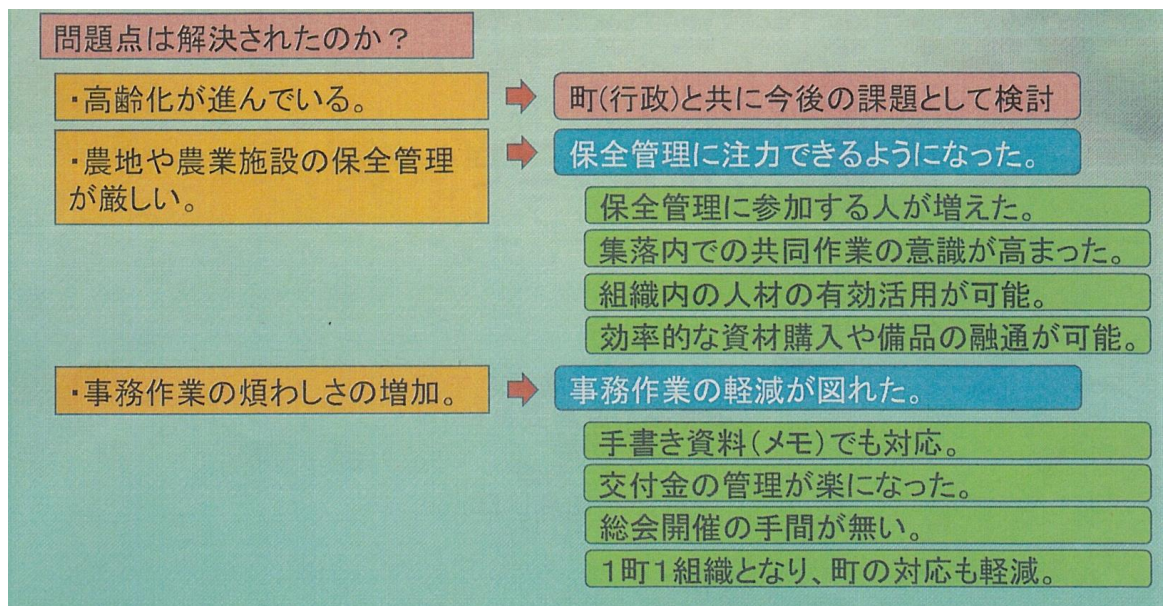 問題点は解決されたのか？
・高齢化が進んでいる。
町(行政)と共に今後の課題として検討
・農地や農業施設の保全管理
が厳しい。
保全管理に注力できるようになった。
保全管理に参加する人が増えた。
集落内での共同作業の意識が高まった。
組織内の人材の有効活用が可能。
効率的な資材購入や備品の融通が可能。
・事務作業の煩わしさの増加。
事務作業の軽減が図れた。
手書き資料(メモ)でも対応。
交付金の管理が楽になった。
総会開催の手間が無い。
1町1組織となり、町の対応も軽減。